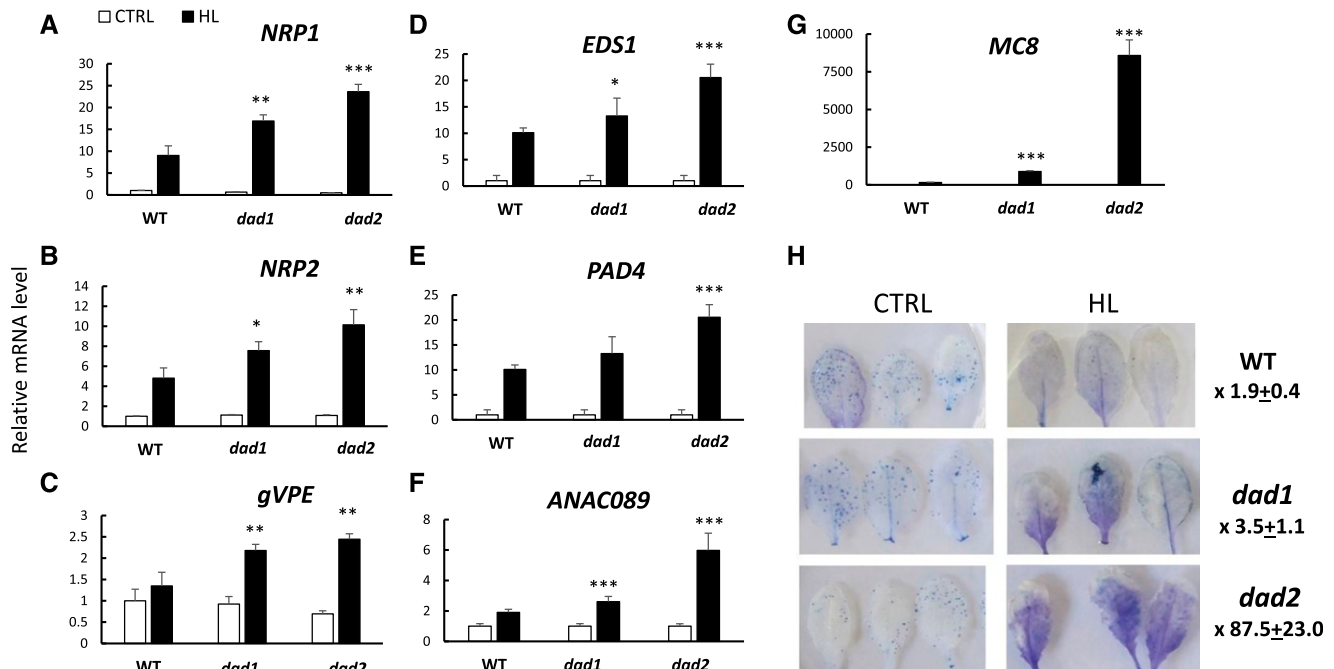 CTRL HL
Relative mRNA level
A
NRP1
30
25
20
15
10
5
0
**
***
WT dad1 dad2
B
NRP2
14
12
10
8
6
4
2
0
*
**
WT dad1 dad2
C
gVPE
3
2.5
2
1.5
1
0.5
0
**
**
WT dad1 dad2
D
EDS1
25
20
15
10
5
0
*
***
WT dad1 dad2
E
PAD4
25
20
15
10
5
0
***
WT dad1 dad2
F
ANAC089
8
6
4
2
0
***
***
WT dad1 dad2
G
MC8
10000
7500
5000
2500
0
***
***
WT dad1 dad2
H
CTRL HL
WT
x 1.9±0.4
dad1
x 3.5±1.1
dad2
x 87.5±23.0